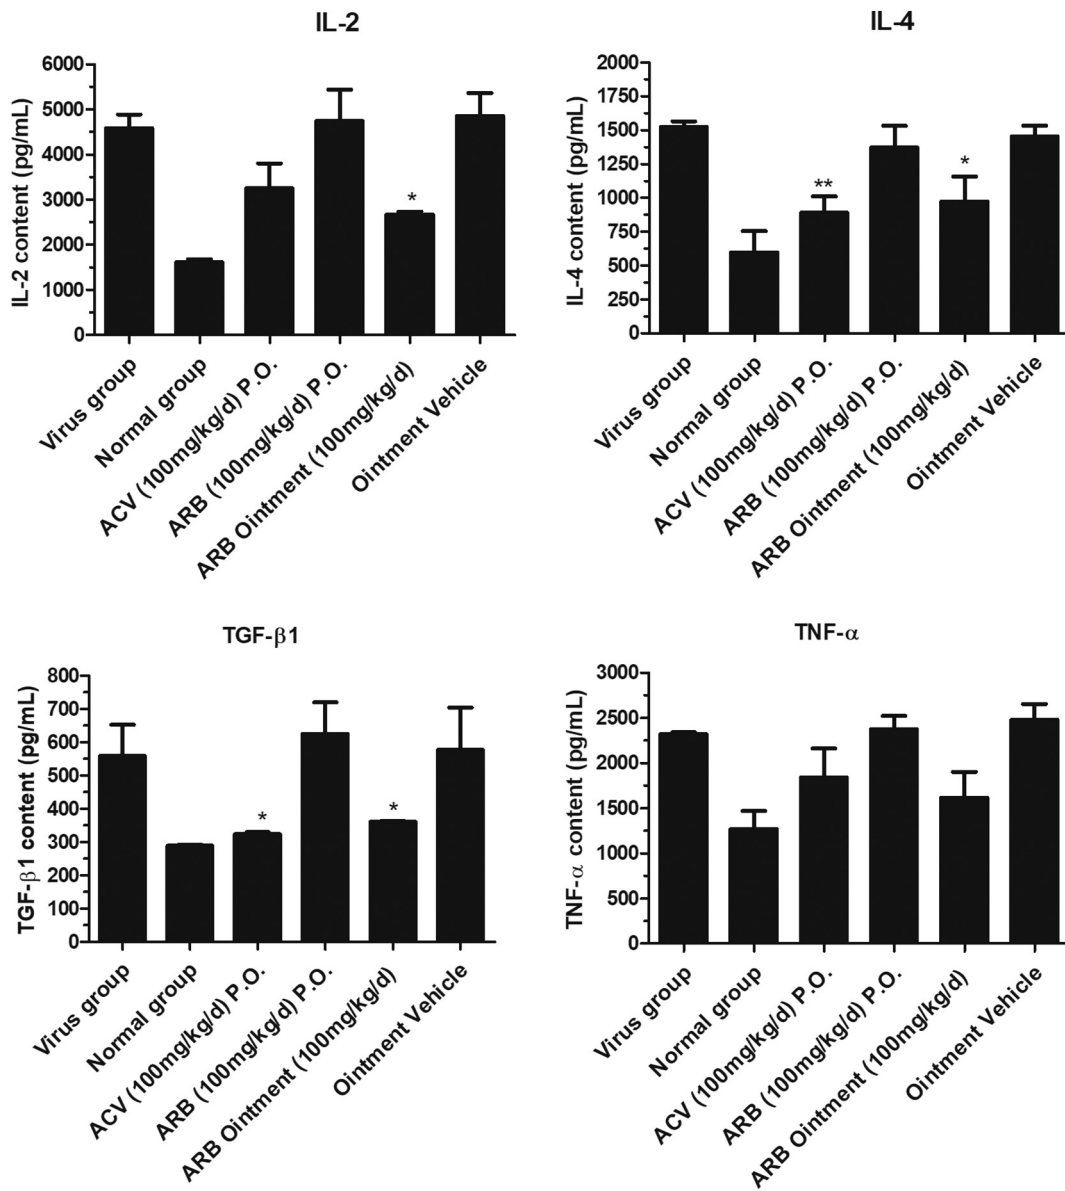 IL-2
IL-2 content (pg/mL)
6000
5000
4000
3000
2000
1000
0
Virus group
Normal group
ACV (100mg/kg/d) P.O.
ARB (100mg/kg/d) P.O.
ARB Ointment (100mg/kg/d)
Ointment Vehicle
*
IL-4
IL-4 content (pg/mL)
2000
1750
1500
1250
1000
750
500
250
0
Virus group
Normal group
ACV (100mg/kg/d) P.O.
ARB (100mg/kg/d) P.O.
ARB Ointment (100mg/kg/d)
Ointment Vehicle
**
*
TGF-β1
TGF-β1 content (pg/mL)
800
700
600
500
400
300
200
100
0
Virus group
Normal group
ACV (100mg/kg/d) P.O.
ARB (100mg/kg/d) P.O.
ARB Ointment (100mg/kg/d)
Ointment Vehicle
*
*
TNF-α
TNF-α content (pg/mL)
3000
2500
2000
1500
1000
500
0
Virus group
Normal group
ACV (100mg/kg/d) P.O.
ARB (100mg/kg/d) P.O.
ARB Ointment (100mg/kg/d)
Ointment Vehicle